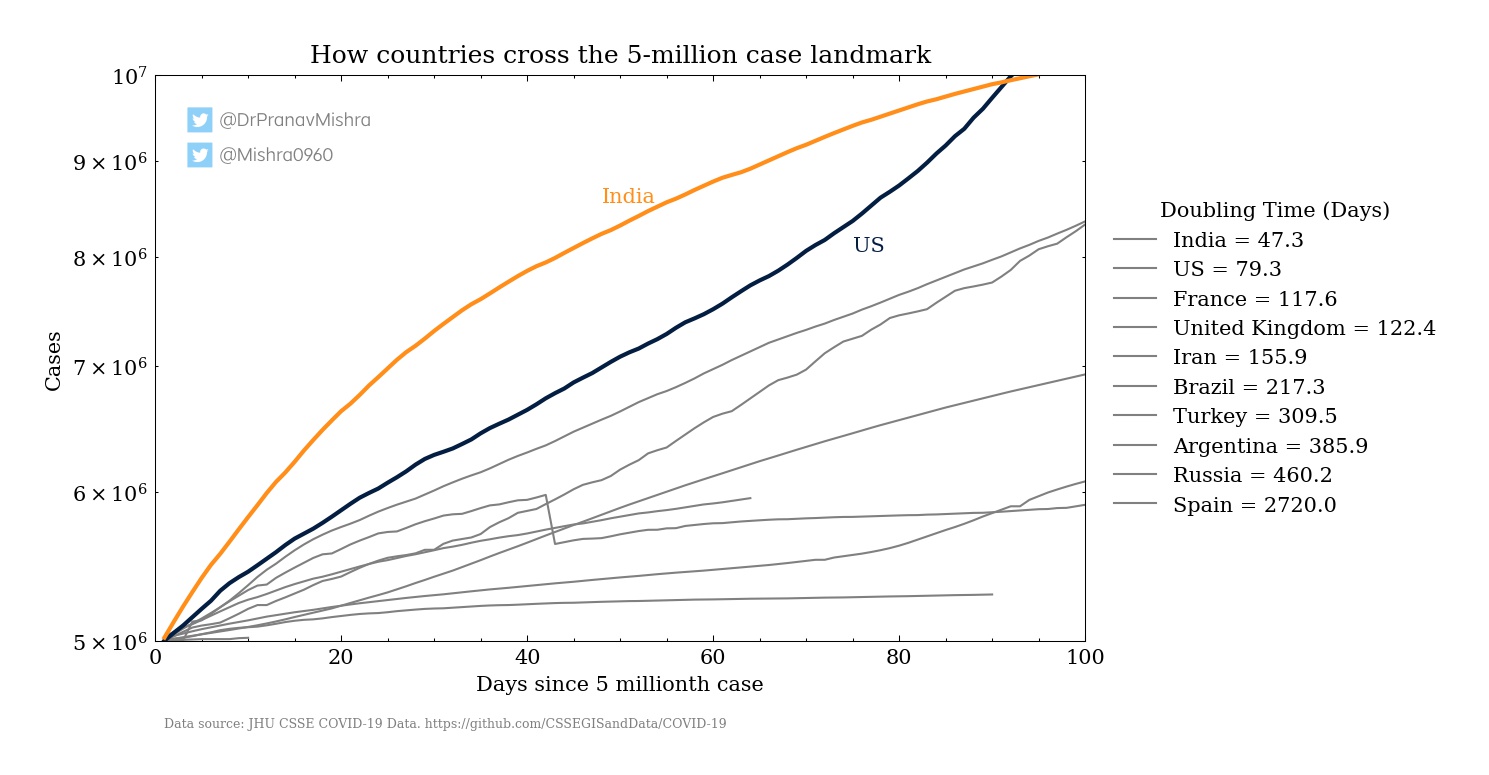 How countries cross the 5-million case landmark
@DrPranavMishra
@Mishra0960
India
US
Cases
10⁷
9 × 10⁶
8 × 10⁶
7 × 10⁶
6 × 10⁶
5 × 10⁶
0 20 40 60 80 100
Days since 5 millionth case
Doubling Time (Days)
India = 47.3
US = 79.3
France = 117.6
United Kingdom = 122.4
Iran = 155.9
Brazil = 217.3
Turkey = 309.5
Argentina = 385.9
Russia = 460.2
Spain = 2720.0
Data source: JHU CSSE COVID-19 Data. https://github.com/CSSEGISandData/COVID-19